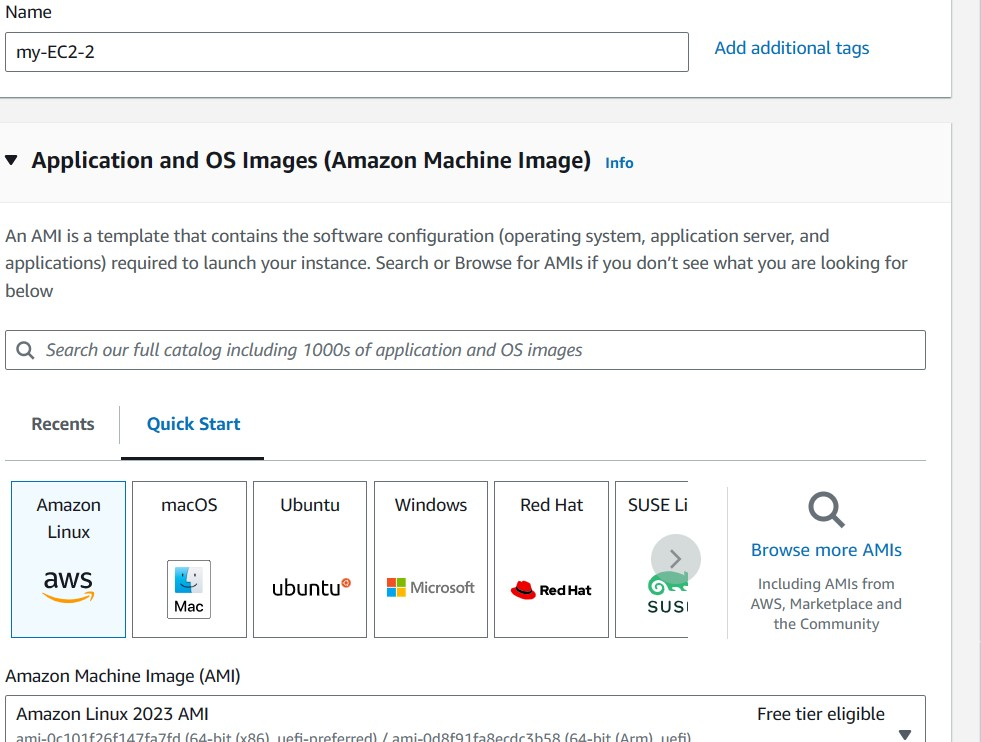 Name
my-EC2-2
Add additional tags
Application and OS Images (Amazon Machine Image) Info
An AMI is a template that contains the software configuration (operating system, application server, and
applications) required to launch your instance. Search or Browse for AMIs if you don’t see what you are looking for
below
Search our full catalog including 1000s of application and OS images
Recents
Quick Start
Amazon
Linux
aws
macOS
Mac
Ubuntu
ubuntu
Windows
Microsoft
Red Hat
Red Hat
SUSE Li
SUS
Browse more AMIs
Including AMIs from
AWS, Marketplace and
the Community
Amazon Machine Image (AMI)
Amazon Linux 2023 AMI
Free tier eligible
ami-0c101f26f147fa7fd (64-bit (x86), uefi-preferred) / ami-0d8f91fa8ecdc3b58 (64-bit (Arm), uefi)